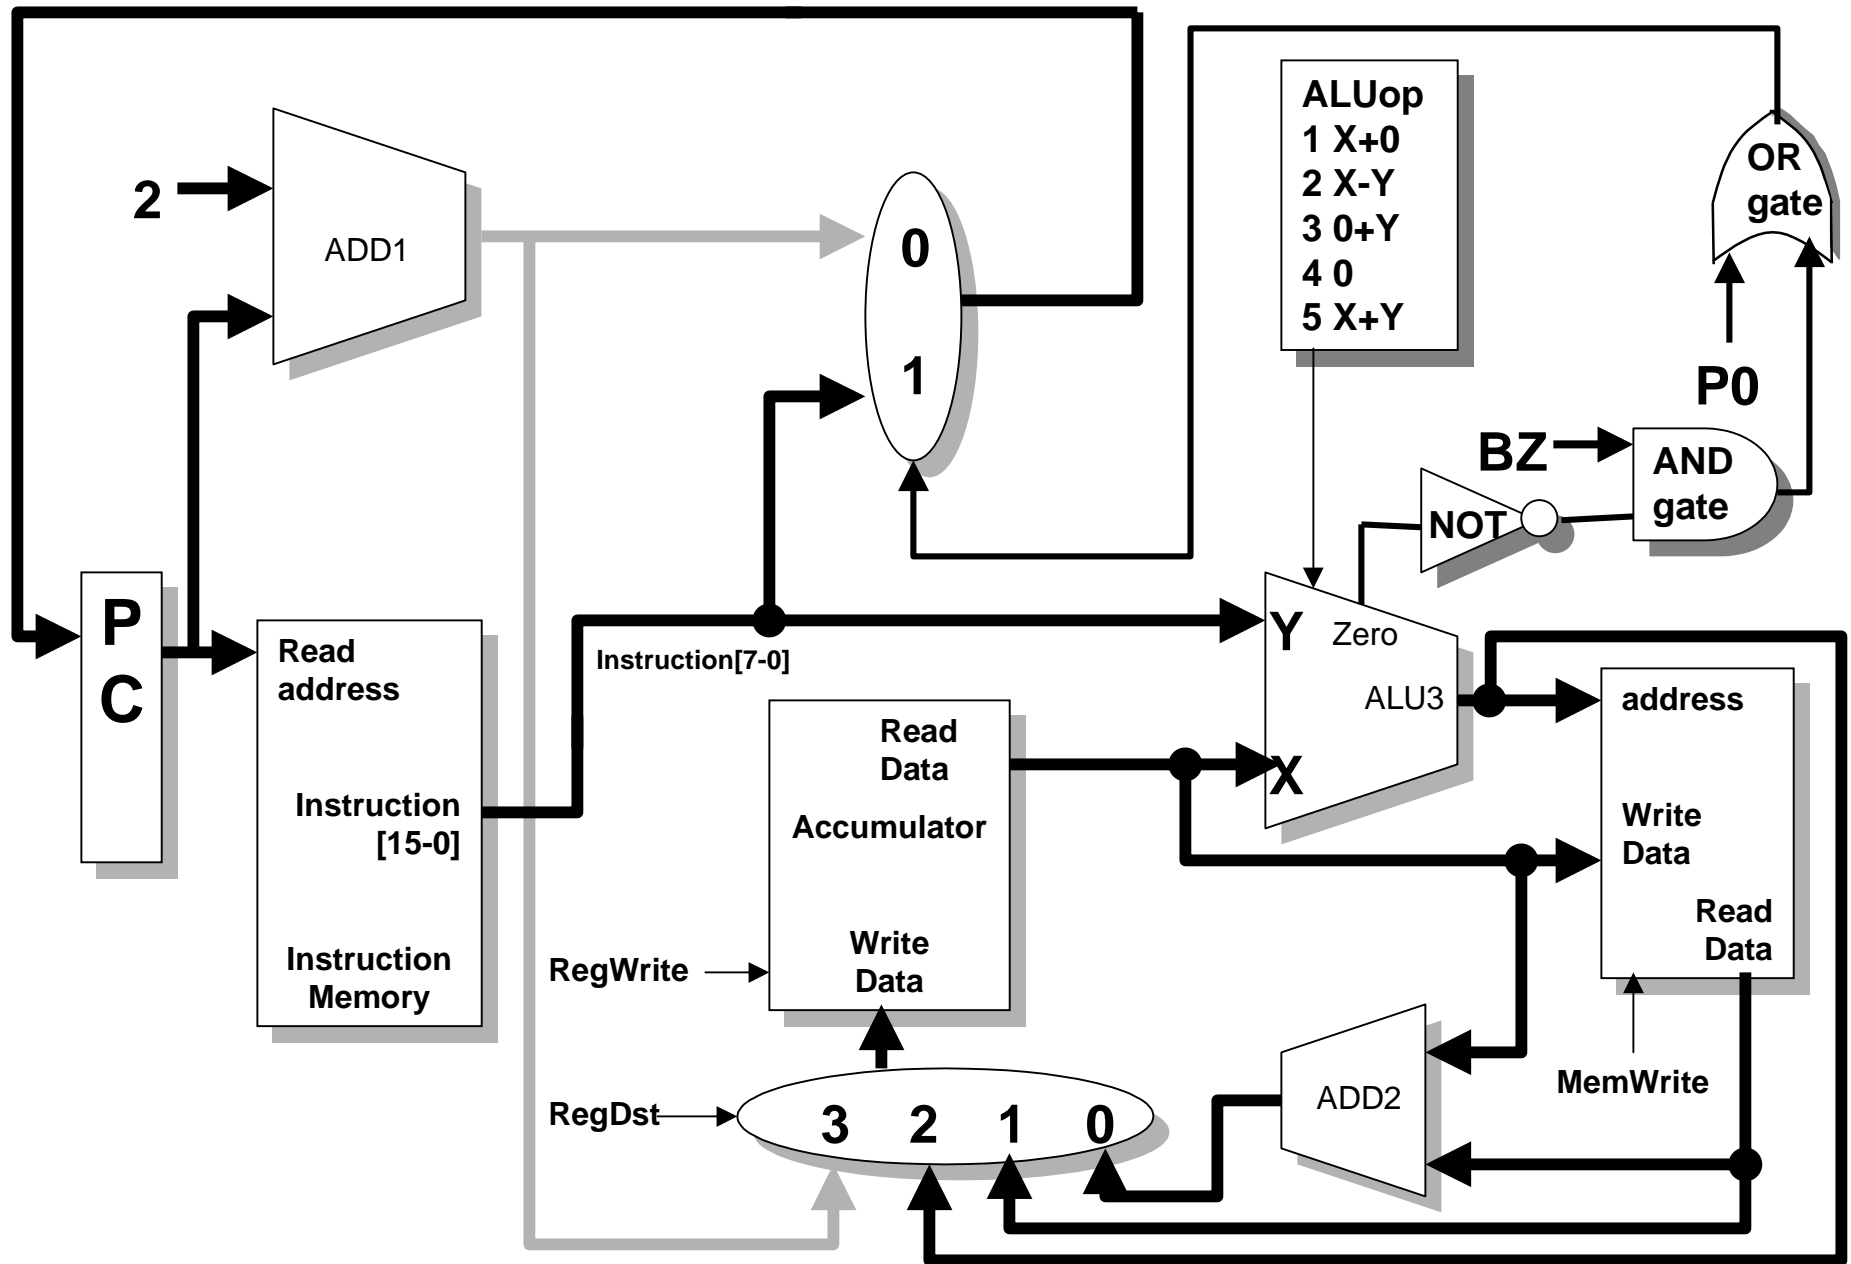 ALUop
1 X+0
2 X-Y
3 0+Y
4 0
5 X+Y
OR
gate
2
ADD1
0
1
P0
BZ
AND
gate
NOT
P
C
Read
address
Instruction
[15-0]
Instruction
Memory
Instruction[7-0]
Y
Zero
ALU3
X
address
Write
Data
Read
Data
Read
Data
Accumulator
Write
Data
RegWrite
MemWrite
ADD2
RegDst
3 2 1 0